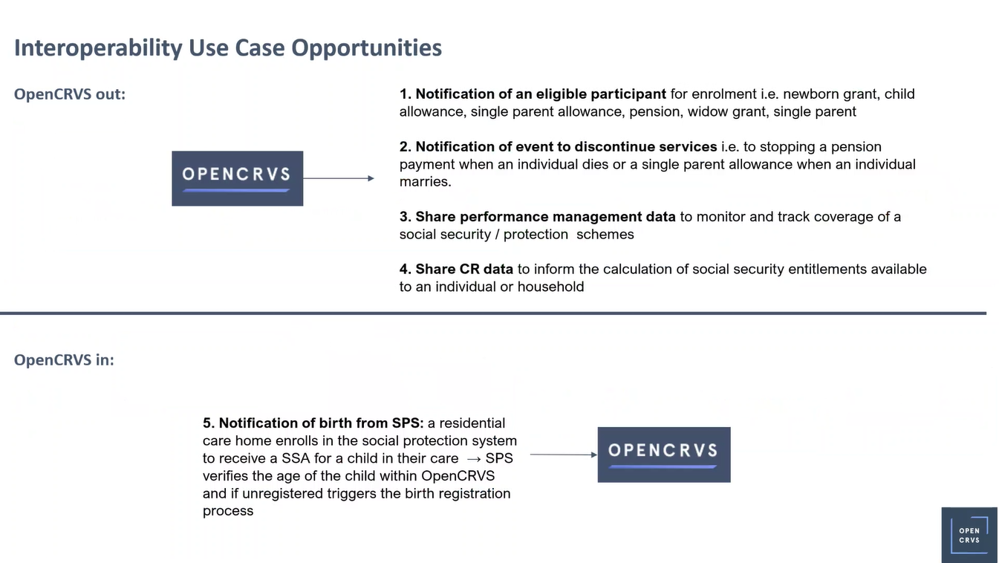 Interoperability Use Case Opportunities
OpenCRVS out:
OPENCRVS
1. Notification of an eligible participant for enrolment i.e. newborn grant, child
allowance, single parent allowance, pension, widow grant, single parent
2. Notification of event to discontinue services i.e. to stopping a pension
payment when an individual dies or a single parent allowance when an individual
marries.
3. Share performance management data to monitor and track coverage of a
social security / protection  schemes
4. Share CR data to inform the calculation of social security entitlements available
to an individual or household
OpenCRVS in:
5. Notification of birth from SPS: a residential
care home enrolls in the social protection system
to receive a SSA for a child in their care → SPS
verifies the age of the child within OpenCRVS
and if unregistered triggers the birth registration
process
OPENCRVS
OPEN
CRVS